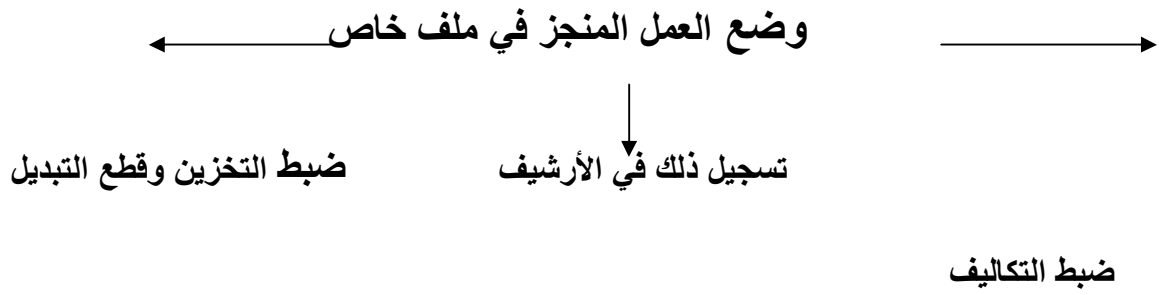 وضع العمل المنجز في ملف خاص
تسجيل ذلك في الأرشيف
ضبط التخزين وقطع التبديل
ضبط التكاليف